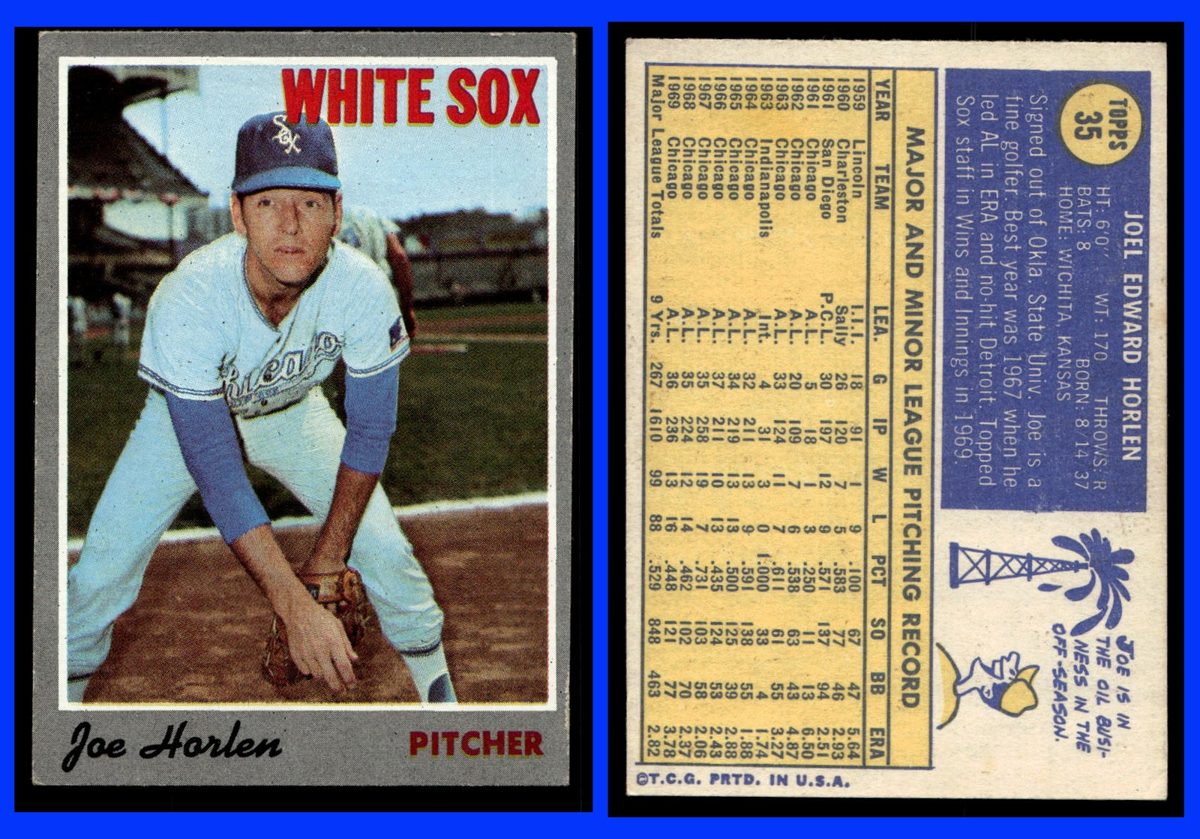 WHITE SOX
Sox
Chicago
Joe Horlen
PITCHER
TOPPS
35
JOEL EDWARD HORLEN
HT: 6'0" WT: 170 THROWS: R
BATS: 8 BORN: 8 14 37
HOME: WICHITA, KANSAS
Signed out of Okla. State Univ. Joe is a
fine golfer. Best year was 1967 when he
led AL in ERA and no-hit Detroit. Topped
Sox staff in Wins and Innings in 1969.
JOE IS IN
THE OIL BUSI-
NESS IN THE
OFF-SEASON.
MAJOR AND MINOR LEAGUE PITCHING RECORD
YEAR TEAM LEA. G IP W L PCT SO BB ERA
1959 Lincoln I.I.I. 18 91 1 9 .100 67 47 5.64
1960 Charleston Sally 26 120 7 5 .583 77 46 2.93
1961 San Diego P.C.L. 30 197 12 9 .571 137 94 2.51
1961 Chicago A.L. 5 18 1 3 .250 11 13 6.50
1962 Chicago A.L. 20 109 7 6 .538 63 43 4.87
1963 Chicago A.L. 33 124 11 7 .611 61 55 3.27
1963 Indianapolis Int. 4 31 3 0 1.000 33 4 1.74
1964 Chicago A.L. 32 211 13 9 .591 138 55 1.88
1965 Chicago A.L. 34 219 13 13 .500 125 39 2.88
1966 Chicago A.L. 37 211 10 13 .435 124 53 2.43
1967 Chicago A.L. 35 258 19 7 .731 103 58 2.06
1968 Chicago A.L. 35 224 12 14 .462 102 70 2.37
1969 Chicago A.L. 36 236 13 16 .448 121 77 3.78
Major League Totals 9 Yrs. 267 1610 99 88 .529 848 463 2.82
©T.C.G. PRTD. IN U.S.A.